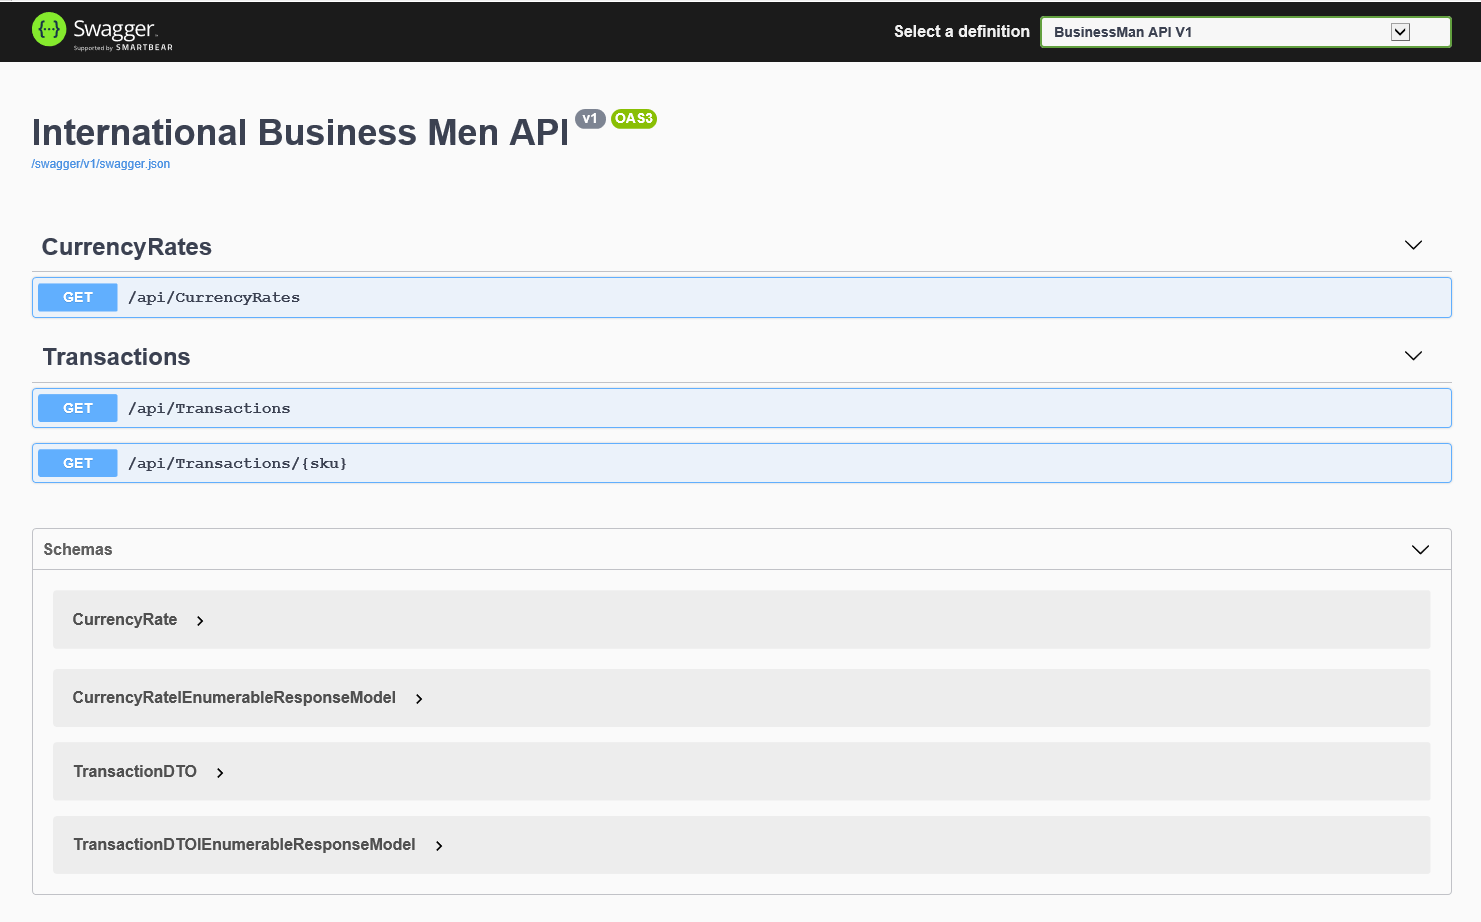 Swagger
Supported by SMARTBEAR
Select a definition
BusinessMan API V1
International Business Men API
v1
OAS3
/swagger/v1/swagger.json
CurrencyRates
GET /api/CurrencyRates
Transactions
GET /api/Transactions
GET /api/Transactions/{sku}
Schemas
CurrencyRate
CurrencyRateIEnumerableResponseModel
TransactionDTO
TransactionDTOIEnumerableResponseModel